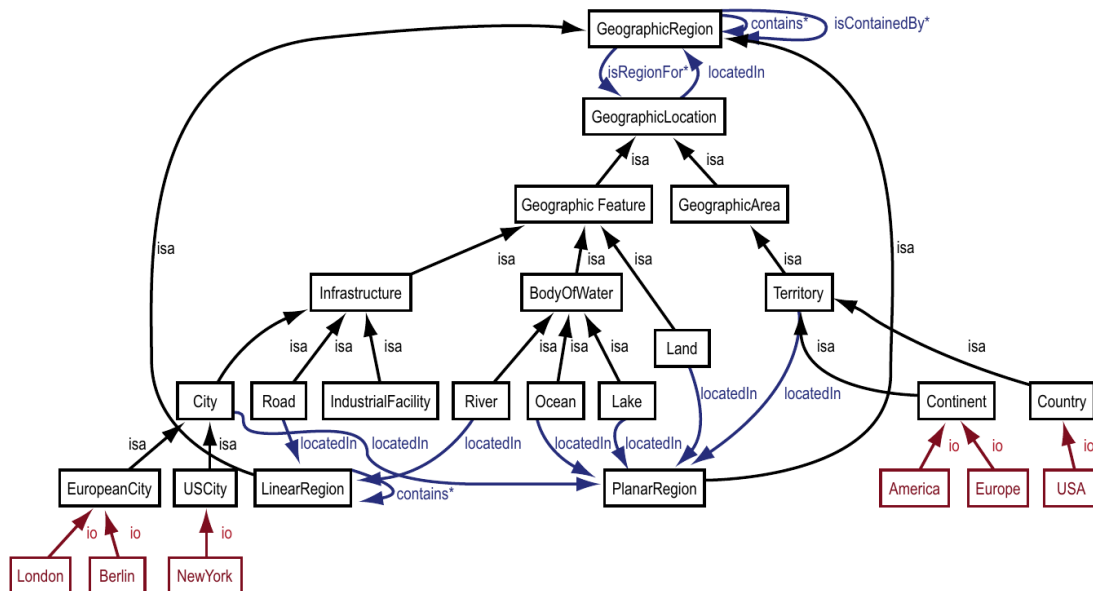 GeographicRegion
contains*
isContainedBy*
isRegionFor*
locatedIn
GeographicLocation
isa
isa
Geographic Feature
GeographicArea
isa
isa
isa
isa
isa
isa
isa
Infrastructure
BodyOfWater
Territory
isa
isa
isa
isa
isa
isa
isa
Land
City
Road
IndustrialFacility
River
Ocean
Lake
locatedIn
locatedIn
Continent
Country
isa
isa
locatedIn
locatedIn
locatedIn
locatedIn
locatedIn
io
io
io
EuropeanCity
USCity
LinearRegion
contains*
PlanarRegion
America
Europe
USA
io
io
io
London
Berlin
NewYork